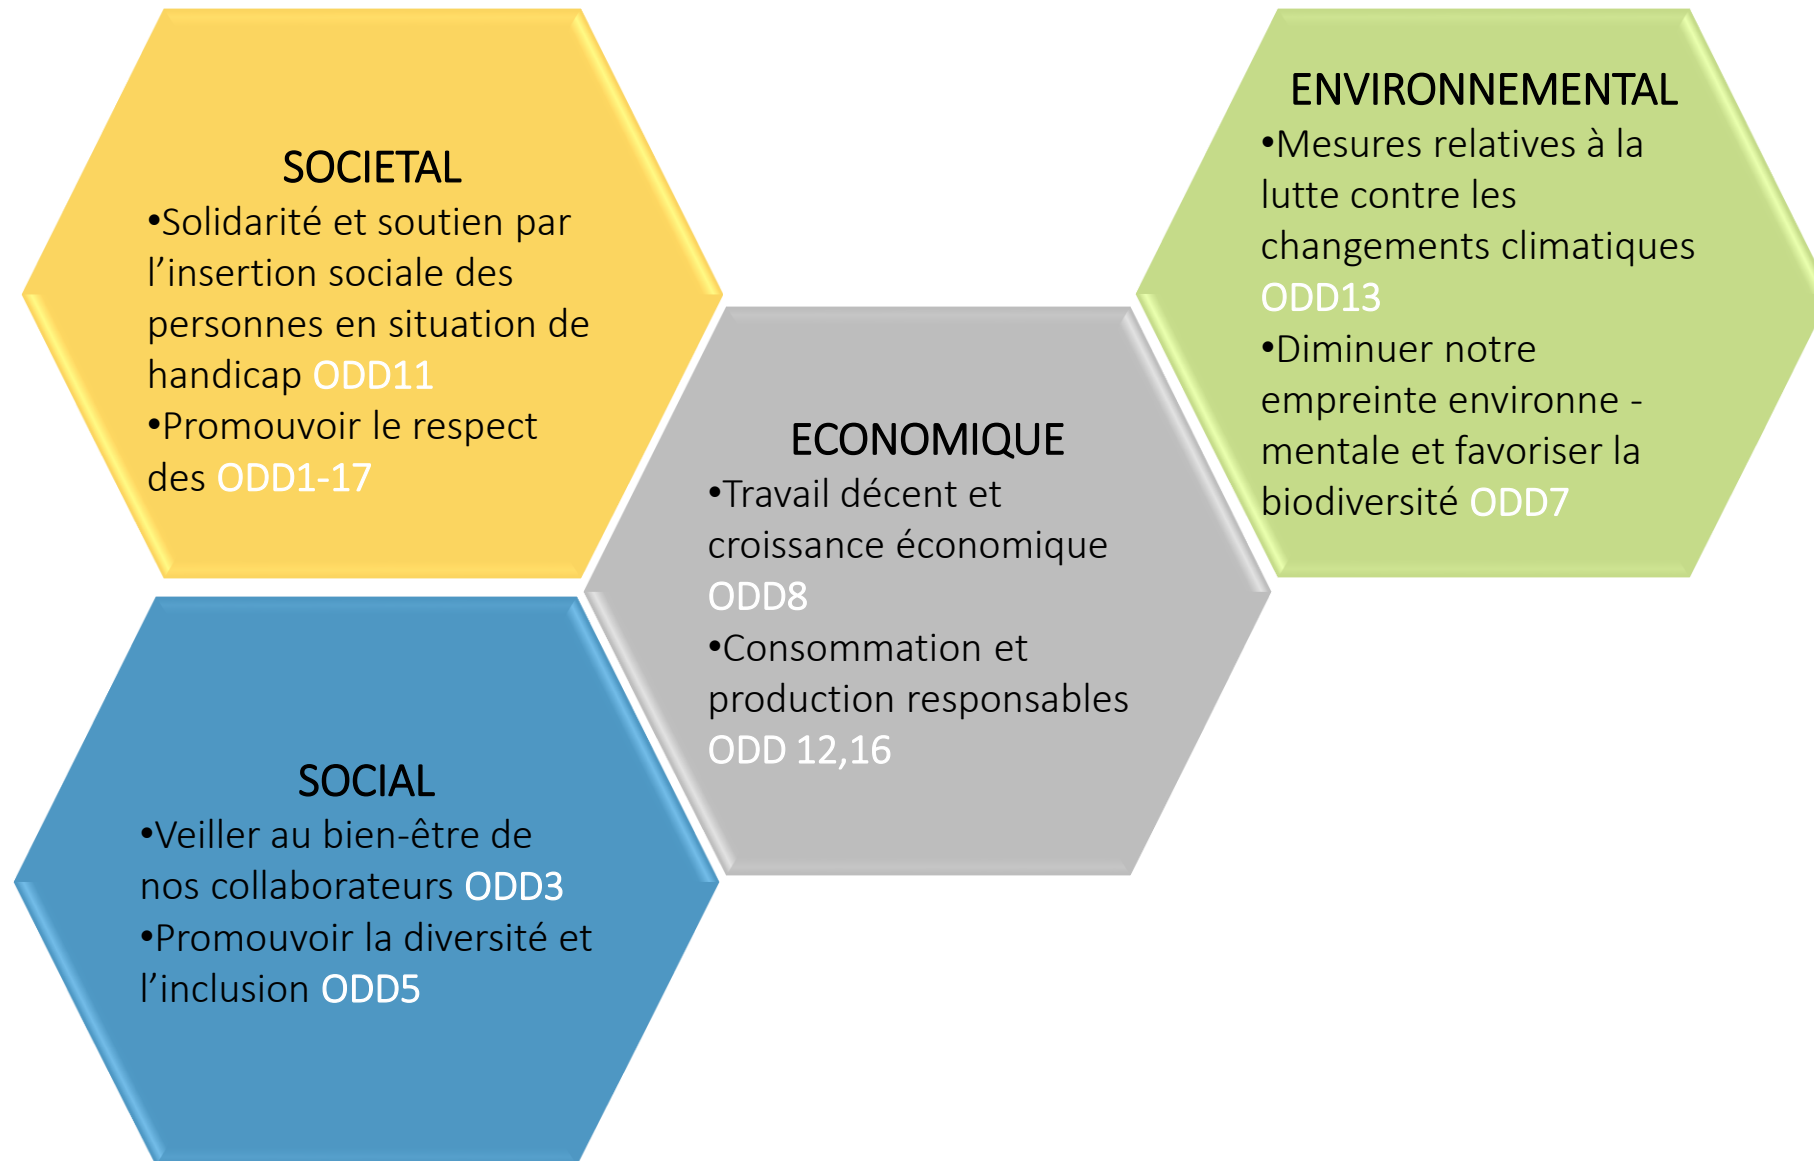 SOCIETAL
•Solidarité et soutien par
l’insertion sociale des
personnes en situation de
handicap ODD11
•Promouvoir le respect
des ODD1-17
SOCIAL
•Veiller au bien-être de
nos collaborateurs ODD3
•Promouvoir la diversité et
l’inclusion ODD5
ECONOMIQUE
•Travail décent et
croissance économique
ODD8
•Consommation et
production responsables
ODD 12,16
ENVIRONNEMENTAL
•Mesures relatives à la
lutte contre les
changements climatiques
ODD13
•Diminuer notre
empreinte environne -
mentale et favoriser la
biodiversité ODD7